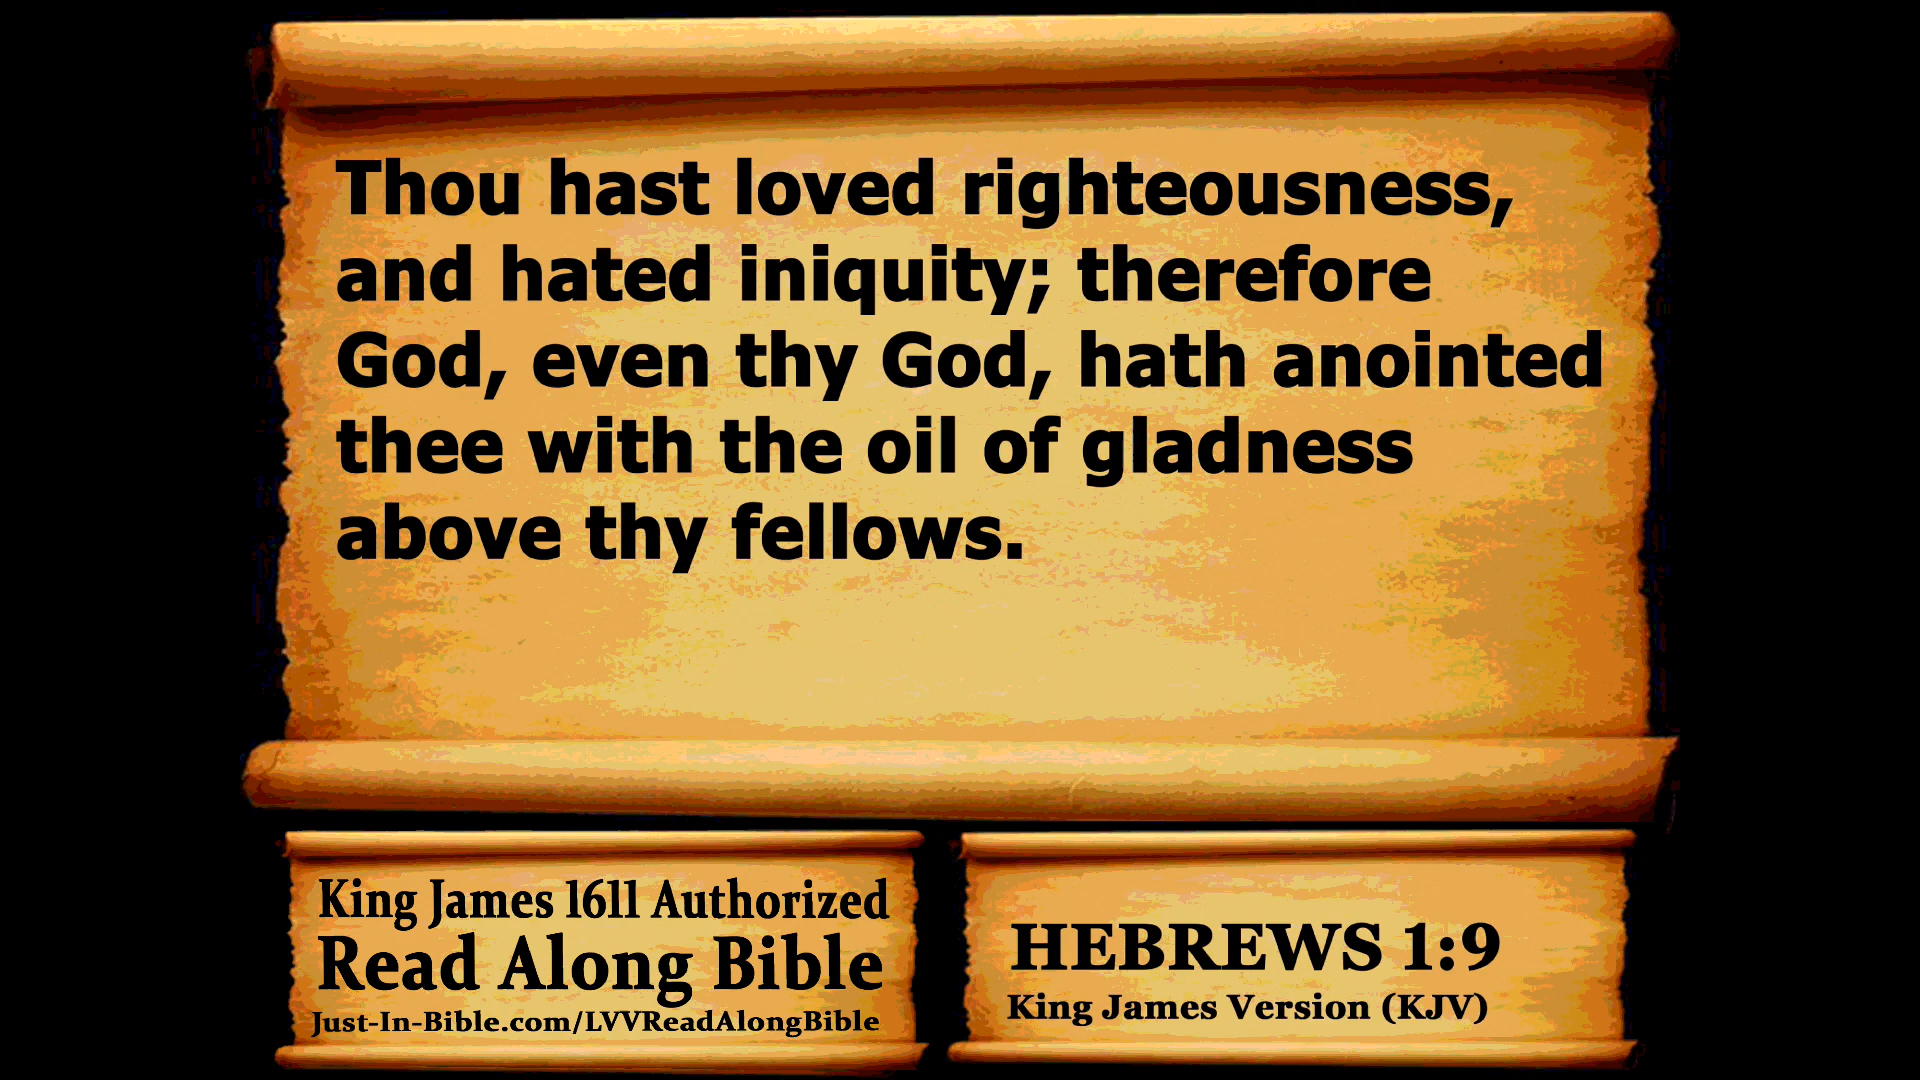 Thou hast loved righteousness,
and hated iniquity; therefore
God, even thy God, hath anointed
thee with the oil of gladness
above thy fellows.
King James 1611 Authorized
Read Along Bible
Just-In-Bible.com/LVVReadAlongBible
HEBREWS 1:9
King James Version (KJV)